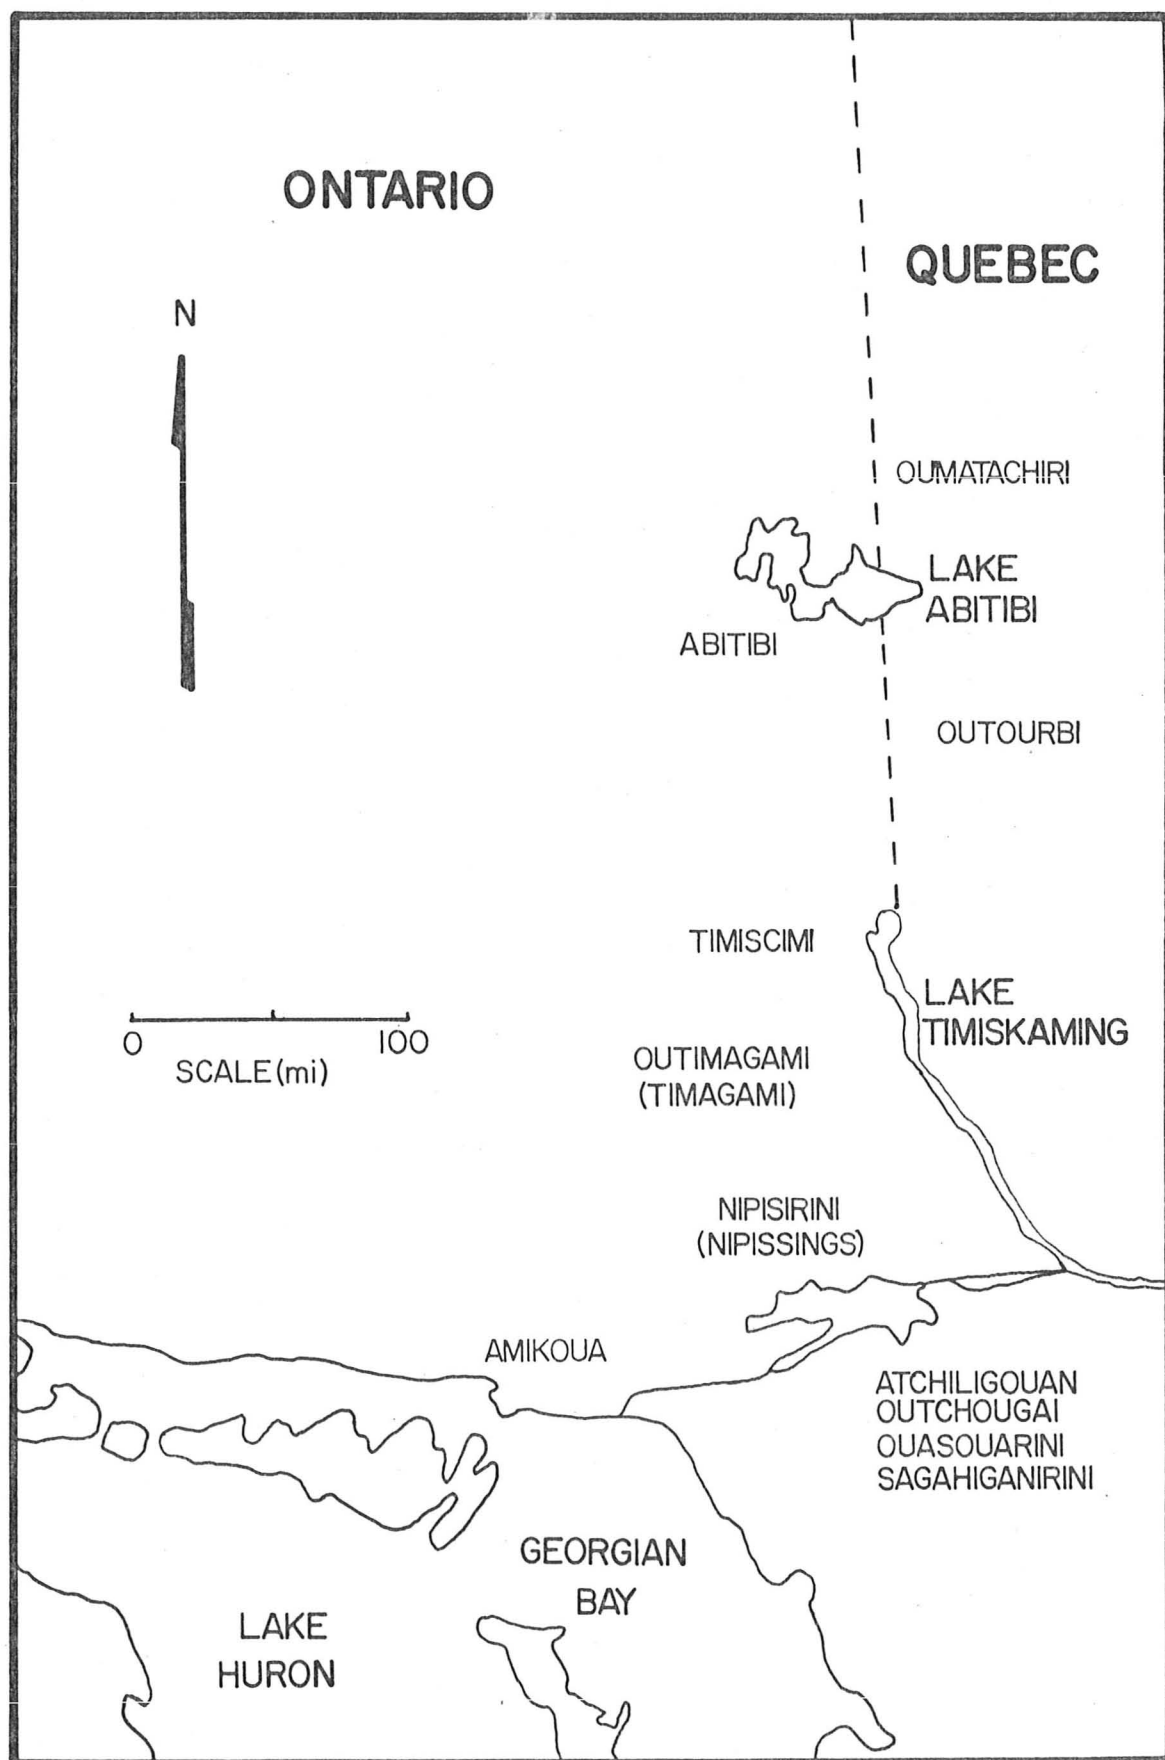 ONTARIO
QUEBEC
N
OUMATACHIRI
LAKE
ABITIBI
ABITIBI
OUTOURBI
TIMISCIMI
LAKE
TIMISKAMING
0 100
SCALE (mi)
OUTIMAGAMI
(TIMAGAMI)
NIPISIRINI
(NIPISSINGS)
AMIKOUA
ATCHILIGOUAN
OUTCHOUGAI
OUASOUARINI
SAGAHIGANIRINI
GEORGIAN
BAY
LAKE
HURON